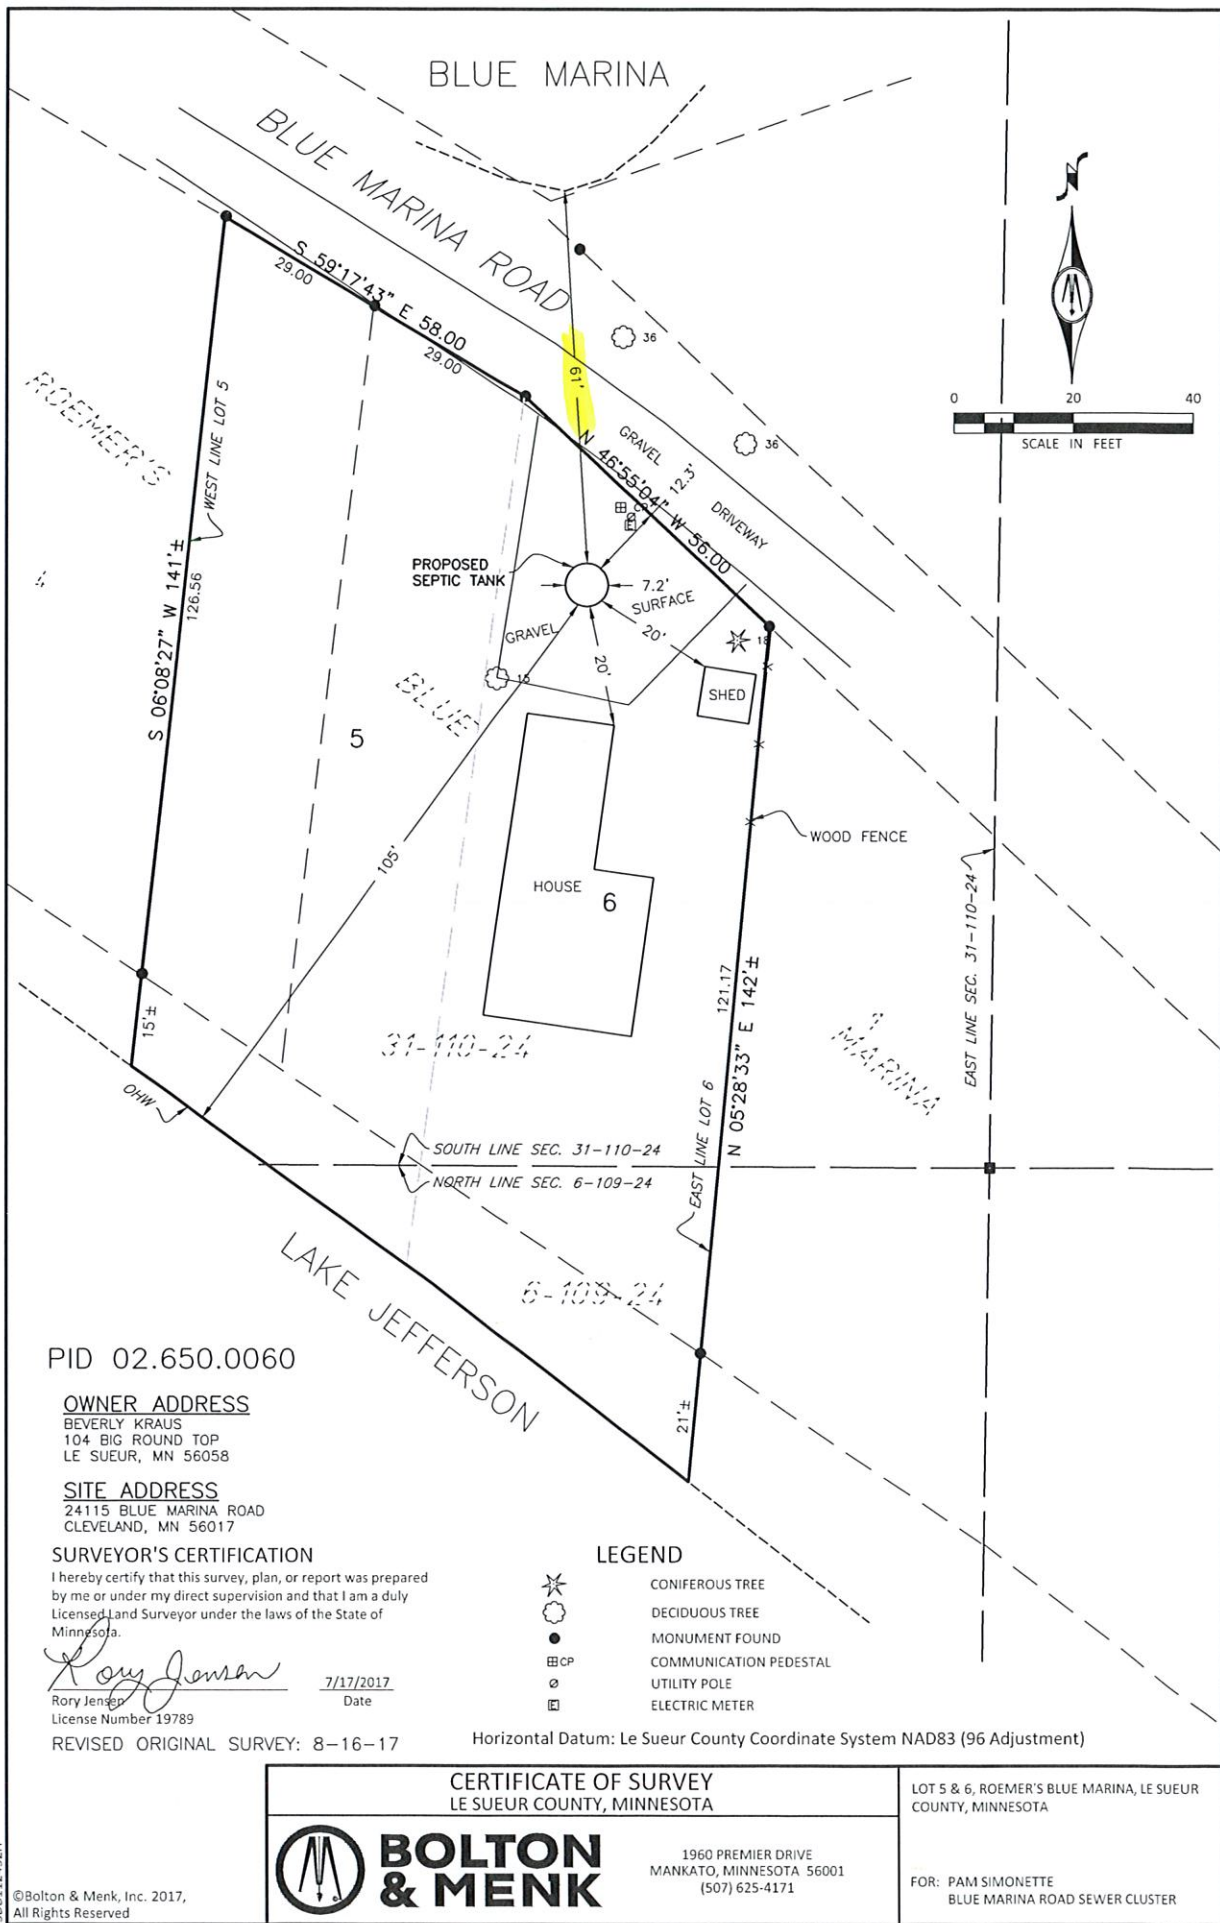 BLUE MARINA
BLUE MARINA ROAD
N
S 59°17'43" E 58.00
29.00
29.00
36
61'
0 20 40
SCALE IN FEET
ROEMER'S
WEST LINE LOT 5
GRAVEL
DRIVEWAY
36
12.3'
N 46°55'04" W 56.00
CP
E
4
S 06°08'27" W 141'±
126.56
PROPOSED
SEPTIC TANK
7.2'
GRAVEL
SURFACE
20'
20'
18
15
SHED
BLUE
5
WOOD FENCE
105'
HOUSE
6
EAST LINE SEC. 31-110-24
121.17
N 05°28'33" E 142'±
7
MARINA
15'±
31-110-24
OHW
EAST LINE LOT 6
SOUTH LINE SEC. 31-110-24
NORTH LINE SEC. 6-109-24
LAKE JEFFERSON
6-109-24
21'±
PID 02.650.0060
OWNER ADDRESS
BEVERLY KRAUS
104 BIG ROUND TOP
LE SUEUR, MN 56058
SITE ADDRESS
24115 BLUE MARINA ROAD
CLEVELAND, MN 56017
SURVEYOR'S CERTIFICATION
I hereby certify that this survey, plan, or report was prepared
by me or under my direct supervision and that I am a duly
Licensed Land Surveyor under the laws of the State of
Minnesota.
Rory Jensen
7/17/2017
Rory Jensen
Date
License Number 19789
REVISED ORIGINAL SURVEY: 8-16-17
LEGEND
CONIFEROUS TREE
DECIDUOUS TREE
MONUMENT FOUND
CP COMMUNICATION PEDESTAL
UTILITY POLE
E ELECTRIC METER
Horizontal Datum: Le Sueur County Coordinate System NAD83 (96 Adjustment)
CERTIFICATE OF SURVEY
LE SUEUR COUNTY, MINNESOTA
BOLTON
& MENK
1960 PREMIER DRIVE
MANKATO, MINNESOTA 56001
(507) 625-4171
LOT 5 & 6, ROEMER'S BLUE MARINA, LE SUEUR
COUNTY, MINNESOTA
FOR: PAM SIMONETTE
BLUE MARINA ROAD SEWER CLUSTER
©Bolton & Menk, Inc. 2017,
All Rights Reserved